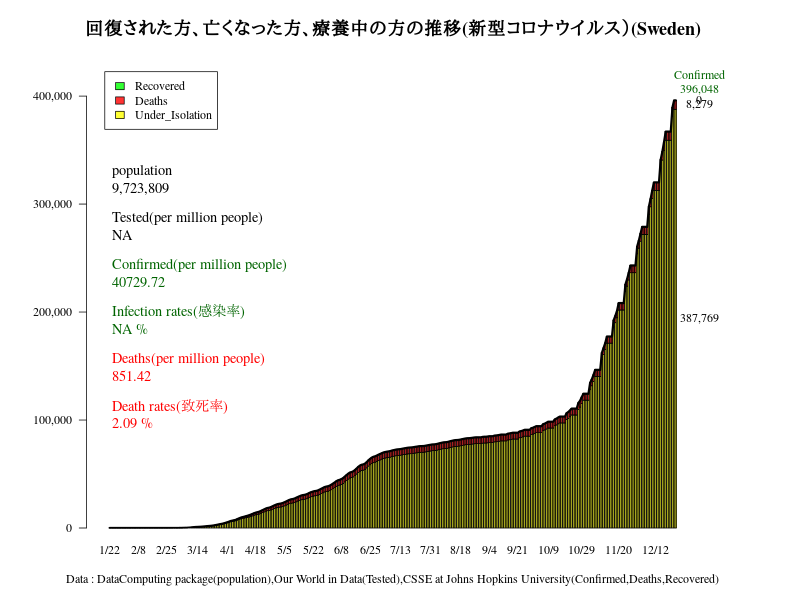 回復された方、亡くなった方、療養中の方の推移(新型コロナウイルス）(Sweden)
Confirmed
396,048
0
8,279
Recovered
Deaths
Under_Isolation
population
9,723,809
Tested(per million people)
NA
Confirmed(per million people)
40729.72
Infection rates(感染率)
NA %
Deaths(per million people)
851.42
Death rates(致死率)
2.09 %
400,000
300,000
200,000
100,000
0
387,769
1/22 2/8 2/25 3/14 4/1 4/18 5/5 5/22 6/8 6/25 7/13 7/31 8/18 9/4 9/21 10/9 10/29 11/20 12/12
Data : DataComputing package(population),Our World in Data(Tested),CSSE at Johns Hopkins University(Confirmed,Deaths,Recovered)